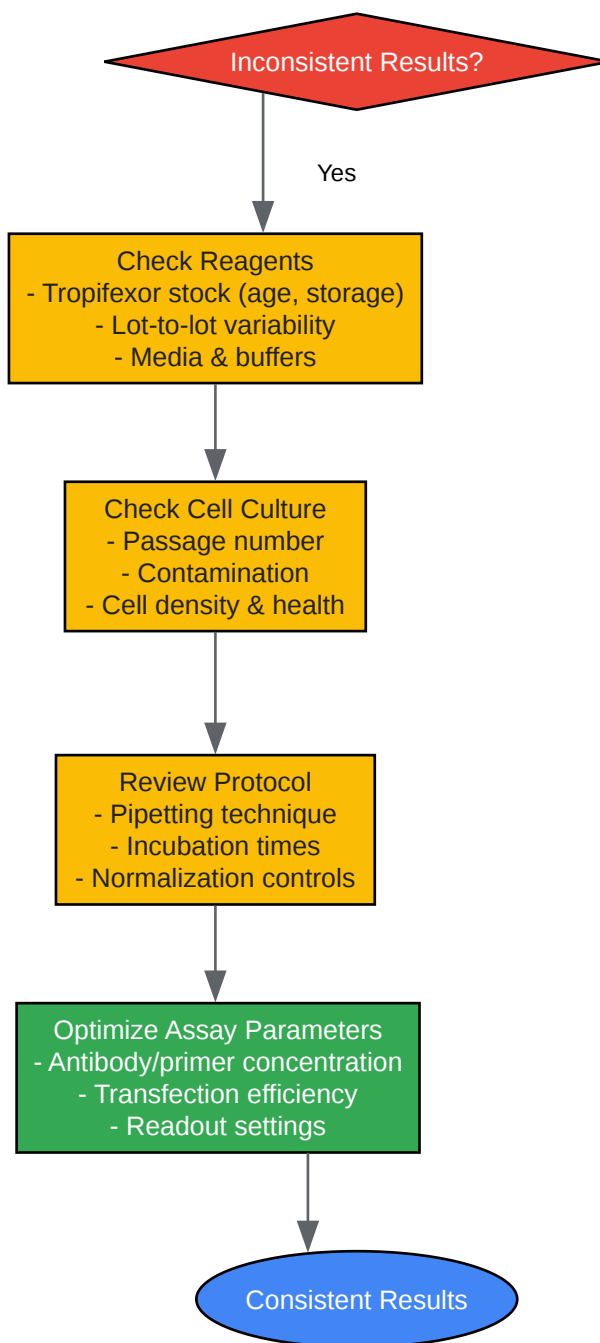 Inconsistent Results?
Yes
Check Reagents
- Tropifexor stock (age, storage)
- Lot-to-lot variability
- Media & buffers
Check Cell Culture
- Passage number
- Contamination
- Cell density & health
Review Protocol
- Pipetting technique
- Incubation times
- Normalization controls
Optimize Assay Parameters
- Antibody/primer concentration
- Transfection efficiency
- Readout settings
Consistent Results